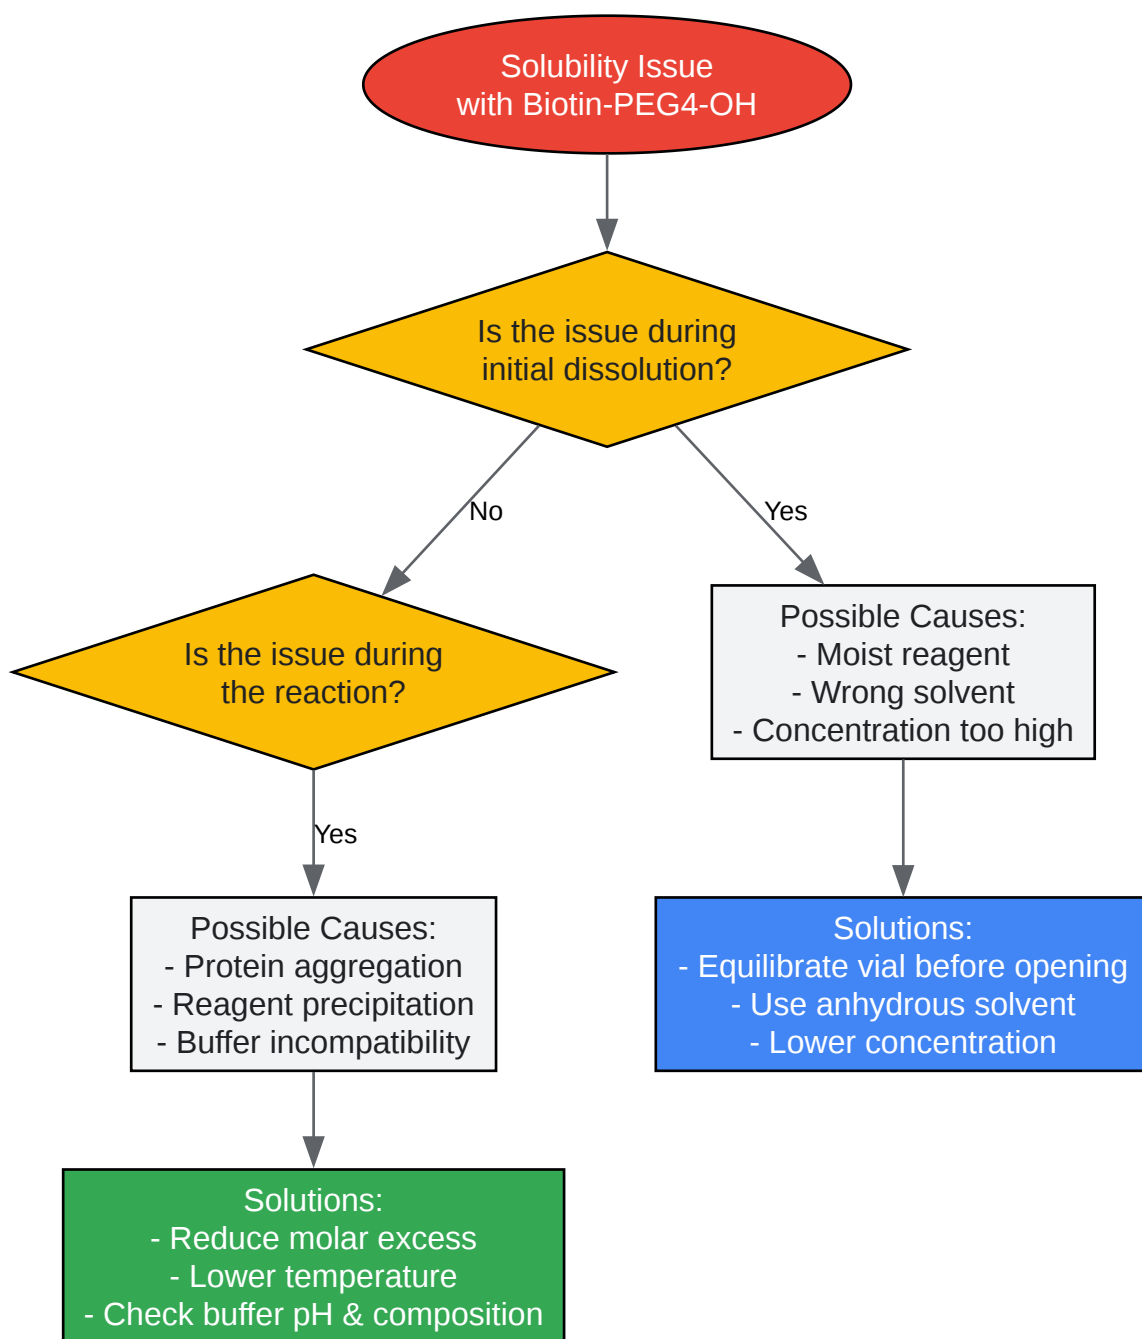 Solubility Issue
with Biotin-PEG4-OH
Is the issue during
initial dissolution?
No
Yes
Is the issue during
the reaction?
Possible Causes:
- Moist reagent
- Wrong solvent
- Concentration too high
Yes
Possible Causes:
- Protein aggregation
- Reagent precipitation
- Buffer incompatibility
Solutions:
- Equilibrate vial before opening
- Use anhydrous solvent
- Lower concentration
Solutions:
- Reduce molar excess
- Lower temperature
- Check buffer pH & composition